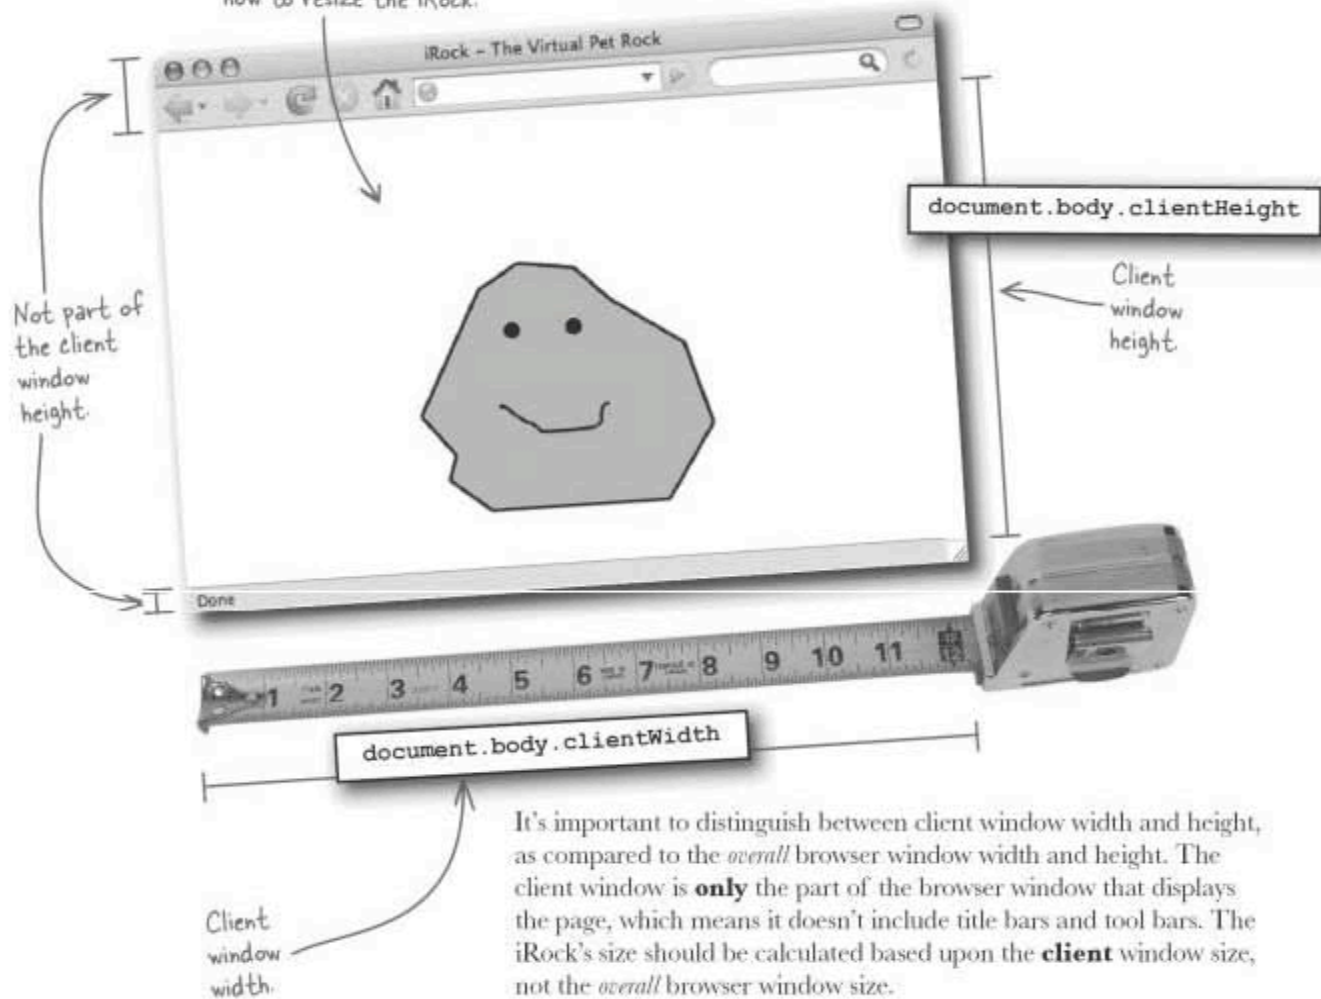 how to resize the iRock.
iRock – The Virtual Pet Rock
document.body.clientHeight
Client
window
height.
Not part of
the client
window
height.
Done
1 2 3 4 5 6 7 8 9 10 11
document.body.clientWidth
Client
window
width.
It's important to distinguish between client window width and height,
as compared to the overall browser window width and height. The
client window is only the part of the browser window that displays
the page, which means it doesn't include title bars and tool bars. The
iRock's size should be calculated based upon the client window size,
not the overall browser window size.